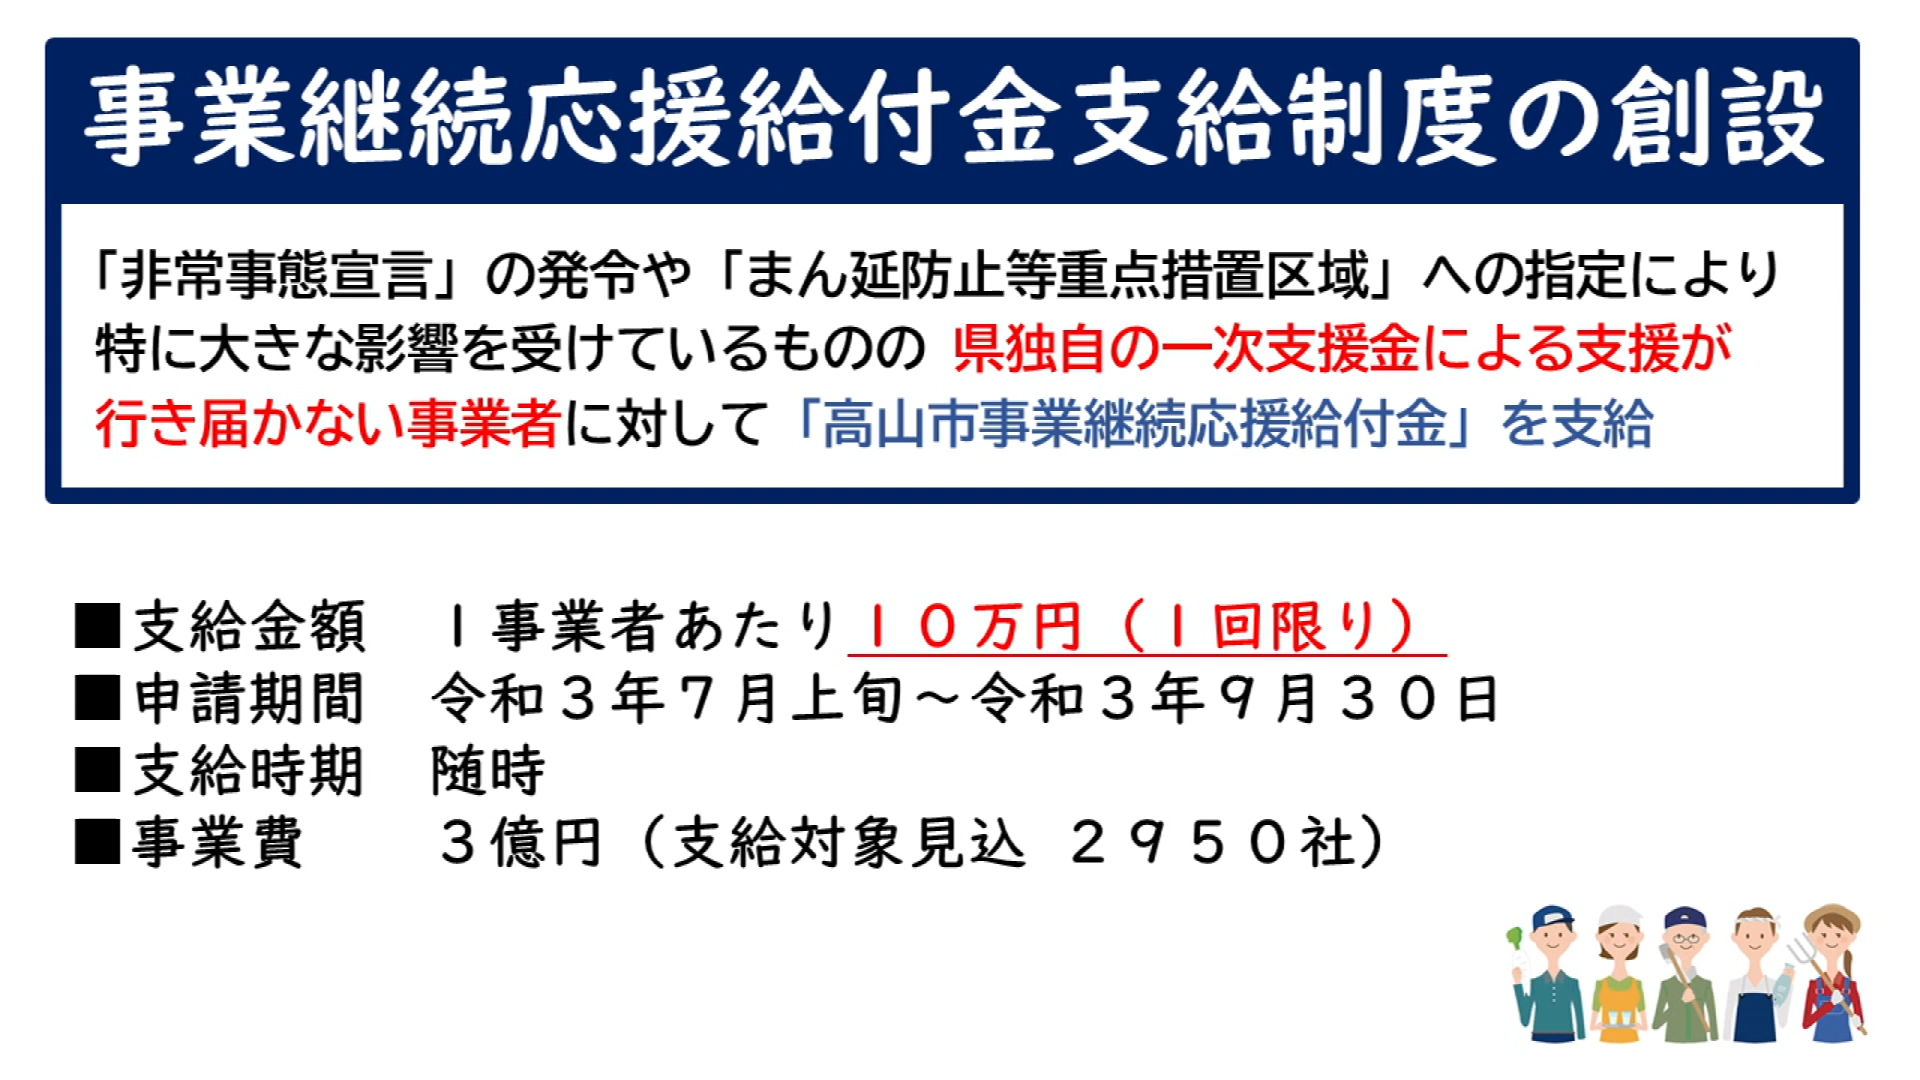 事業継続応援給付金支給制度の創設
「非常事態宣言」の発令や「まん延防止等重点措置区域」への指定により
特に大きな影響を受けているものの 県独自の一次支援金による支援が
行き届かない事業者に対して「高山市事業継続応援給付金」を支給
■支給金額　１事業者あたり１０万円（１回限り）
■申請期間　令和３年７月上旬～令和３年９月３０日
■支給時期　随時
■事業費　　３億円（支給対象見込 ２９５０社）